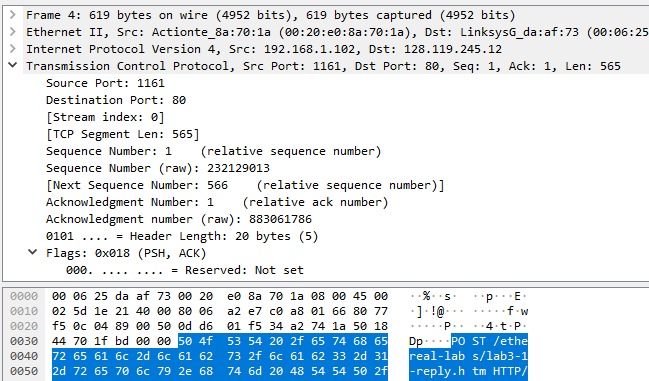 Frame 4: 619 bytes on wire (4952 bits), 619 bytes captured (4952 bits)
Ethernet II, Src: Actionte_8a:70:1a (00:20:e0:8a:70:1a), Dst: LinksysG_da:af:73 (00:06:25
Internet Protocol Version 4, Src: 192.168.1.102, Dst: 128.119.245.12
Transmission Control Protocol, Src Port: 1161, Dst Port: 80, Seq: 1, Ack: 1, Len: 565
Source Port: 1161
Destination Port: 80
[Stream index: 0]
[TCP Segment Len: 565]
Sequence Number: 1    (relative sequence number)
Sequence Number (raw): 232129013
[Next Sequence Number: 566    (relative sequence number)]
Acknowledgment Number: 1    (relative ack number)
Acknowledgment number (raw): 883061786
0101 .... = Header Length: 20 bytes (5)
Flags: 0x018 (PSH, ACK)
000. .... .... = Reserved: Not set
0000 00 06 25 da af 73 00 20 e0 8a 70 1a 08 00 45 00 ··%··s·  ··p···E·
0010 02 5d 1e 21 40 00 80 06 a2 e7 c0 a8 01 66 80 77 ·]·!@··· ·····f·w
0020 f5 0c 04 89 00 50 0d d6 01 f5 34 a2 74 1a 50 18 ·····P·· ··4·t·P·
0030 44 70 1f bd 00 00 50 4f 53 54 20 2f 65 74 68 65 Dp····PO ST /ethe
0040 72 65 61 6c 2d 6c 61 62 73 2f 6c 61 62 33 2d 31 real-lab s/lab3-1
0050 2d 72 65 70 6c 79 2e 68 74 6d 20 48 54 54 50 2f -reply.h tm HTTP/